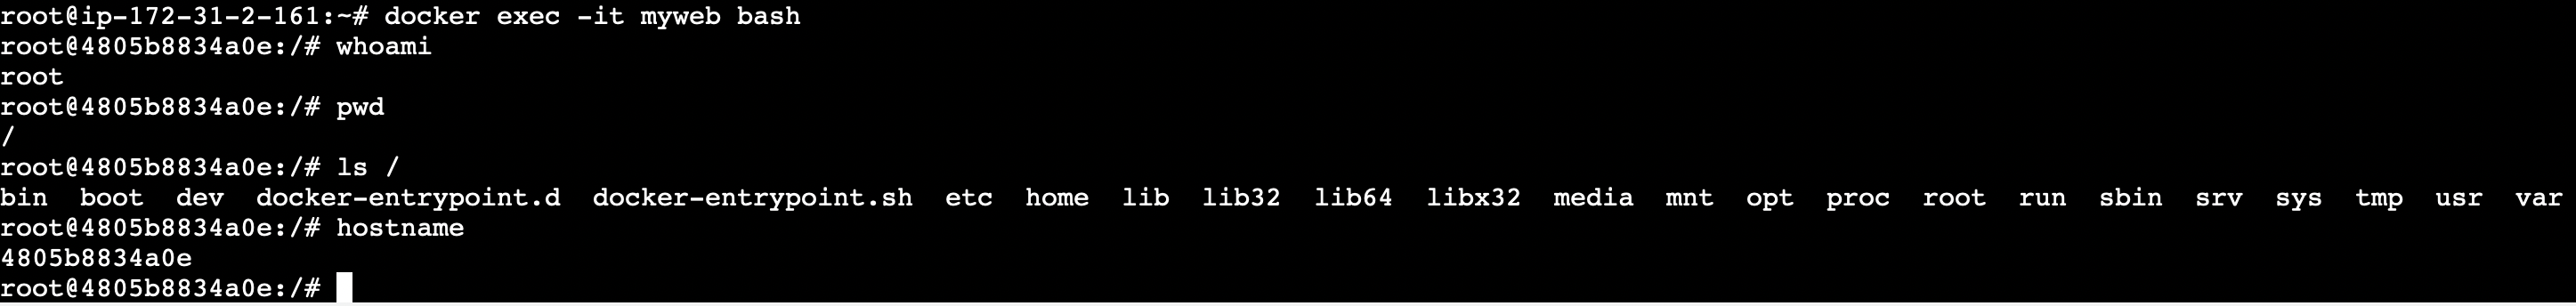 root@ip-172-31-2-161:~# docker exec -it myweb bash
root@4805b8834a0e:/# whoami
root
root@4805b8834a0e:/# pwd
/
root@4805b8834a0e:/# ls /
bin  boot  dev  docker-entrypoint.d  docker-entrypoint.sh  etc  home  lib  lib32  lib64  libx32  media  mnt  opt  proc  root  run  sbin  srv  sys  tmp  usr  var
root@4805b8834a0e:/# hostname
4805b8834a0e
root@4805b8834a0e:/#